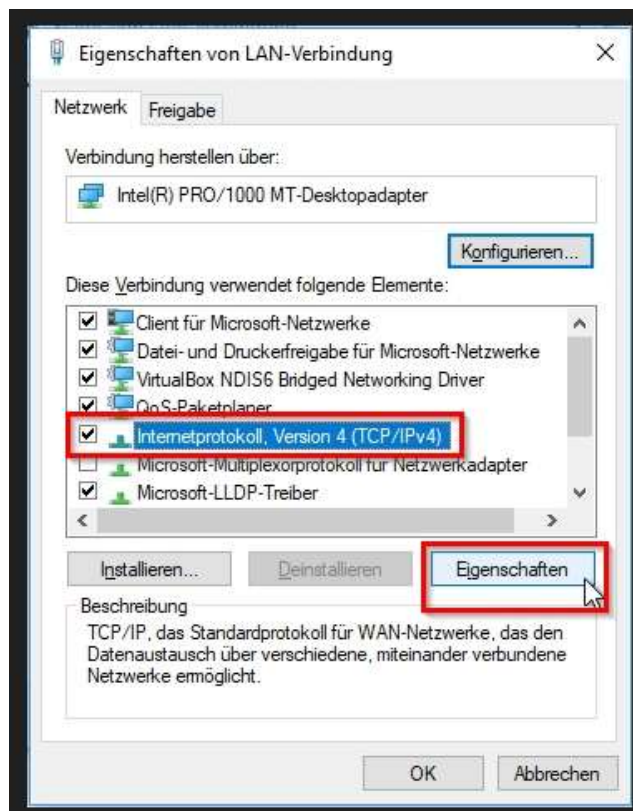 Eigenschaften von LAN-Verbindung
Netzwerk Freigabe
Verbindung herstellen über:
Intel(R) PRO/1000 MT-Desktopadapter
Konfigurieren...
Diese Verbindung verwendet folgende Elemente:
Client für Microsoft-Netzwerke
Datei- und Druckerfreigabe für Microsoft-Netzwerke
VirtualBox NDIS6 Bridged Networking Driver
QoS-Paketplaner
Internetprotokoll, Version 4 (TCP/IPv4)
Microsoft-Multiplexorprotokoll für Netzwerkadapter
Microsoft-LLDP-Treiber
Installieren... Deinstallieren Eigenschaften
Beschreibung
TCP/IP, das Standardprotokoll für WAN-Netzwerke, das den
Datenaustausch über verschiedene, miteinander verbundene
Netzwerke ermöglicht.
OK Abbrechen